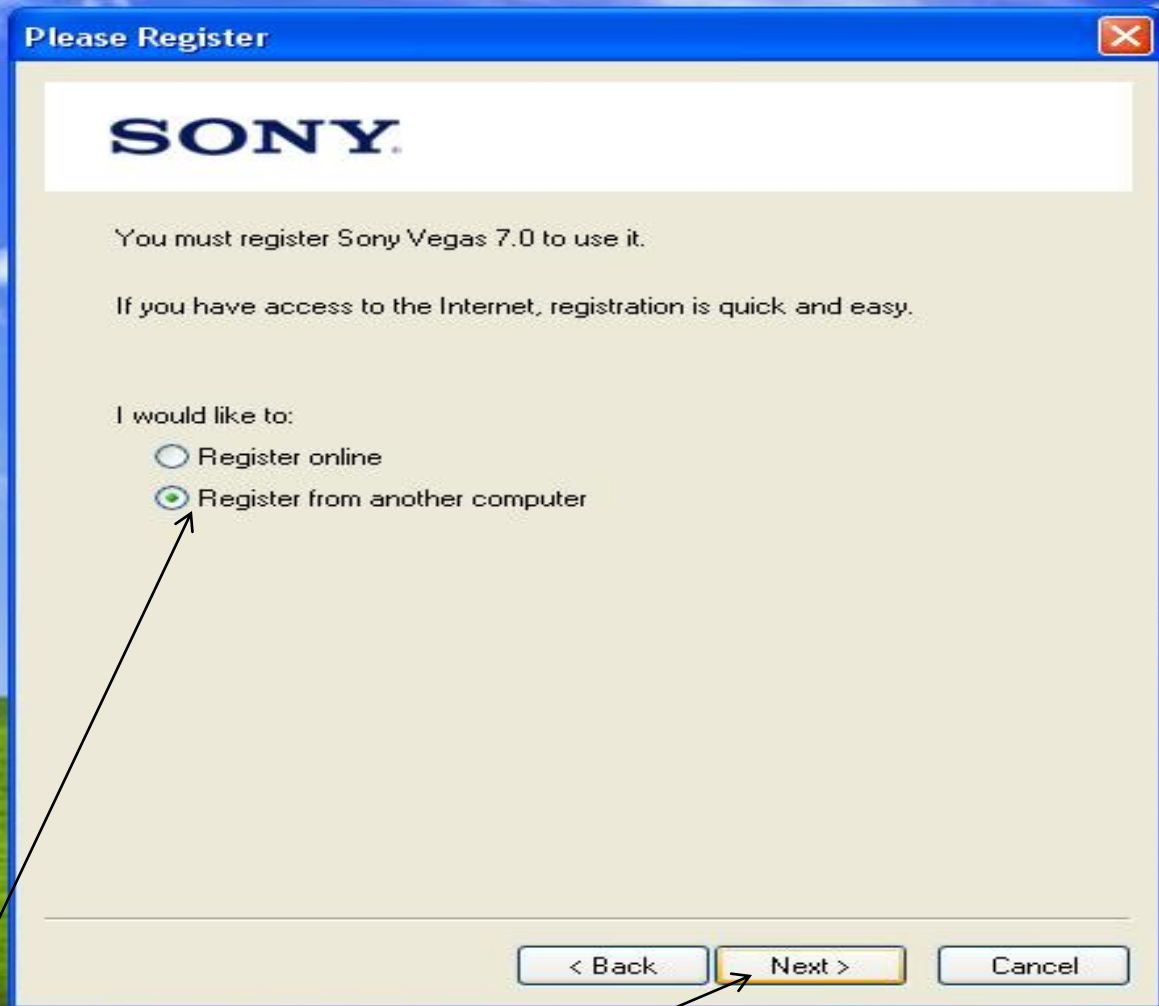 Please Register
SONY
You must register Sony Vegas 7.0 to use it.
If you have access to the Internet, registration is quick and easy.
I would like to:
Register online
Register from another computer
< Back Next > Cancel